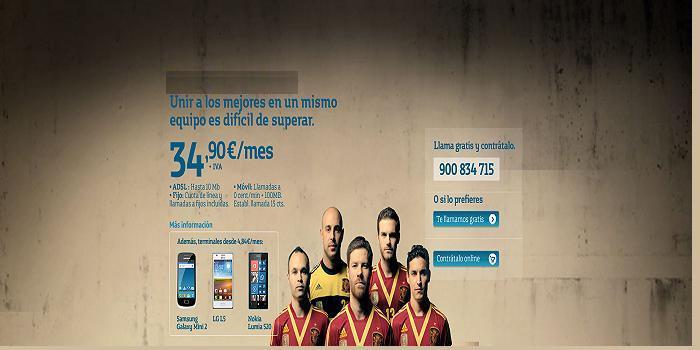 Unir a los mejores en un mismo
equipo es difícil de superar.
34,90€/mes
+ IVA
• ADSL: Hasta 10 Mb
• Fijo: Cuota de línea y
llamadas a fijos incluidas.
• Móvil: Llamadas a
0 cent/min + 100MB.
Establ. llamada 15 cts.
Más información
Además, terminales desde 4,84€/mes:
Samsung
Galaxy Mini 2
LG L5
Nokia
Lumia 520
Llama gratis y contrátalo.
900 834 715
O si lo prefieres
Te llamamos gratis
Contrátalo online